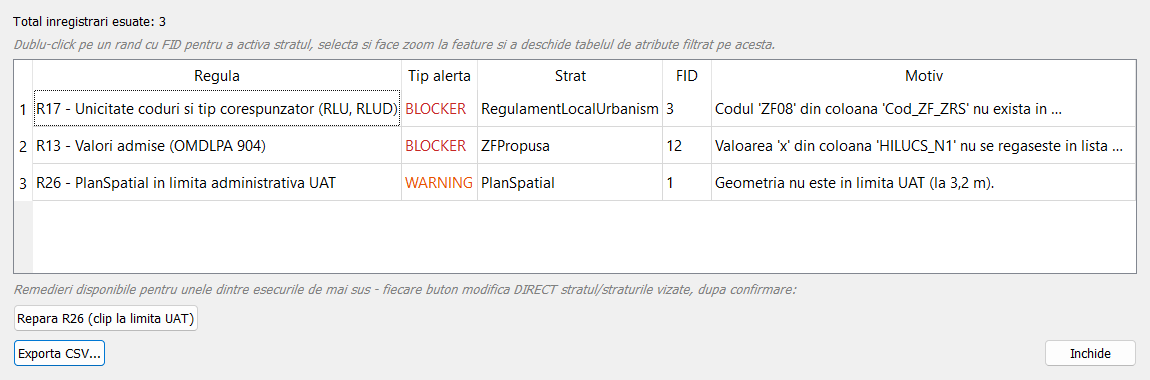 Total inregistrari esuate: 3
Dublu-click pe un rand cu FID pentru a activa stratul, selecta si face zoom la feature si a deschide tabelul de atribute filtrat pe acesta.
Regula Tip alerta Strat FID Motiv
1 R17 - Unicitate coduri si tip corespunzator (RLU, RLUD) BLOCKER RegulamentLocalUrbanism 3 Codul 'ZF08' din coloana 'Cod_ZF_ZRS' nu exista in ...
2 R13 - Valori admise (OMDLPA 904) BLOCKER ZFPropusa 12 Valoarea 'x' din coloana 'HILUCS_N1' nu se regaseste in lista ...
3 R26 - PlanSpatial in limita administrativa UAT WARNING PlanSpatial 1 Geometria nu este in limita UAT (la 3,2 m).
Remedieri disponibile pentru unele dintre esecurile de mai sus - fiecare buton modifica DIRECT stratul/straturile vizate, dupa confirmare:
Repara R26 (clip la limita UAT)
Exporta CSV... Inchide